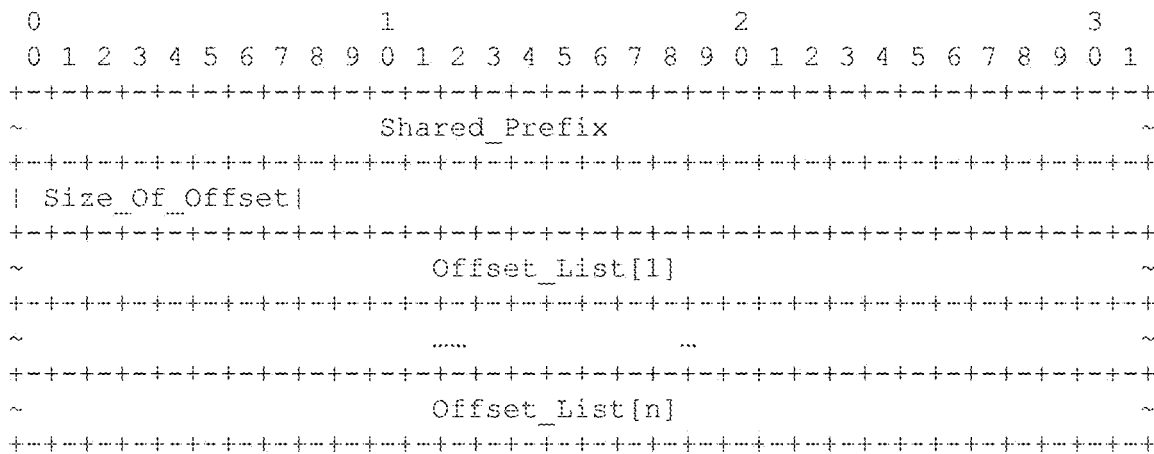 0                   1                   2                   3
 0 1 2 3 4 5 6 7 8 9 0 1 2 3 4 5 6 7 8 9 0 1 2 3 4 5 6 7 8 9 0 1
+-+-+-+-+-+-+-+-+-+-+-+-+-+-+-+-+-+-+-+-+-+-+-+-+-+-+-+-+-+-+-+-+
~                   Shared_Prefix                              ~
+-+-+-+-+-+-+-+-+-+-+-+-+-+-+-+-+-+-+-+-+-+-+-+-+-+-+-+-+-+-+-+-+
| Size_Of_Offset|
+-+-+-+-+-+-+-+-+-+-+-+-+-+-+-+-+-+-+-+-+-+-+-+-+-+-+-+-+-+-+-+-+
~                      Offset_List[1]                          ~
+-+-+-+-+-+-+-+-+-+-+-+-+-+-+-+-+-+-+-+-+-+-+-+-+-+-+-+-+-+-+-+-+
~                      ……            …                         ~
+-+-+-+-+-+-+-+-+-+-+-+-+-+-+-+-+-+-+-+-+-+-+-+-+-+-+-+-+-+-+-+-+
~                      Offset_List[n]                          ~
+-+-+-+-+-+-+-+-+-+-+-+-+-+-+-+-+-+-+-+-+-+-+-+-+-+-+-+-+-+-+-+-+